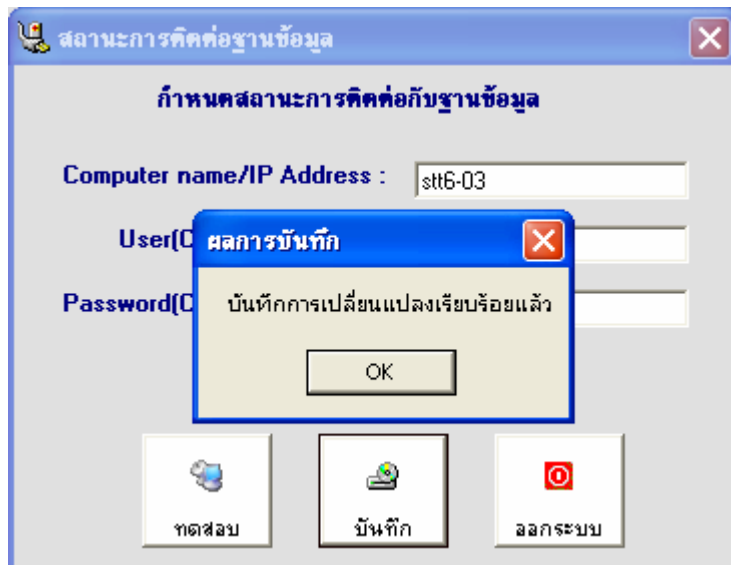 สถานะการติดต่อฐานข้อมูล
กำหนดสถานะการติดต่อกับฐานข้อมูล
Computer name/IP Address :
stt6-03
User(C
Password(C
ผลการบันทึก
บันทึกการเปลี่ยนแปลงเรียบร้อยแล้ว
OK
ทดสอบ
บันทึก
ออกระบบ